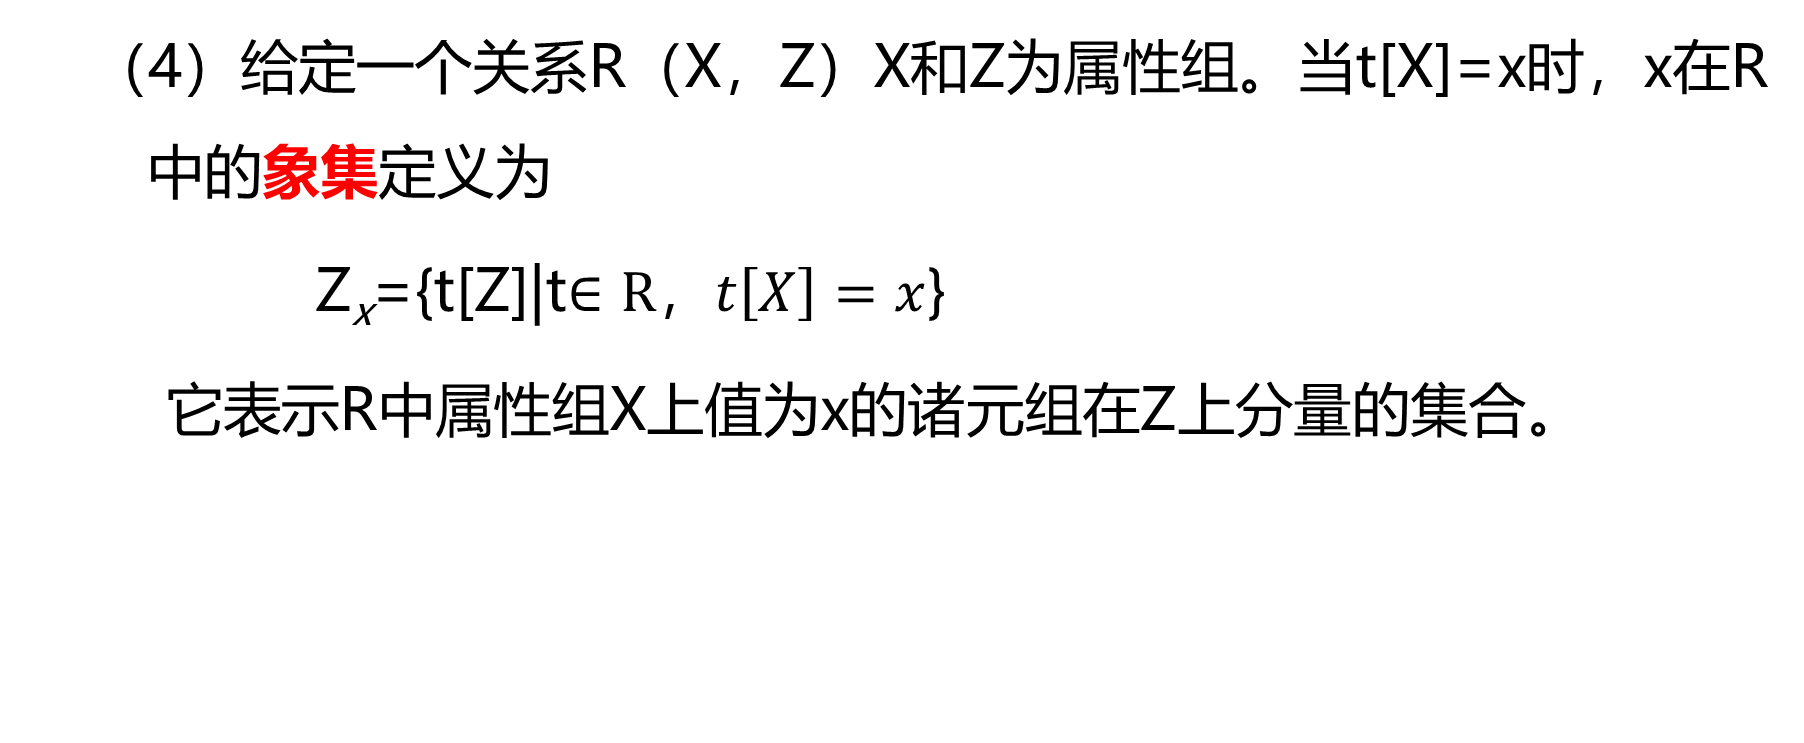 （4）给定一个关系R（X，Z）X和Z为属性组。当t[X]=x时，x在R
中的象集定义为
Zx={t[Z]|t∈ R，t[X] = x}
它表示R中属性组X上值为x的诸元组在Z上分量的集合。